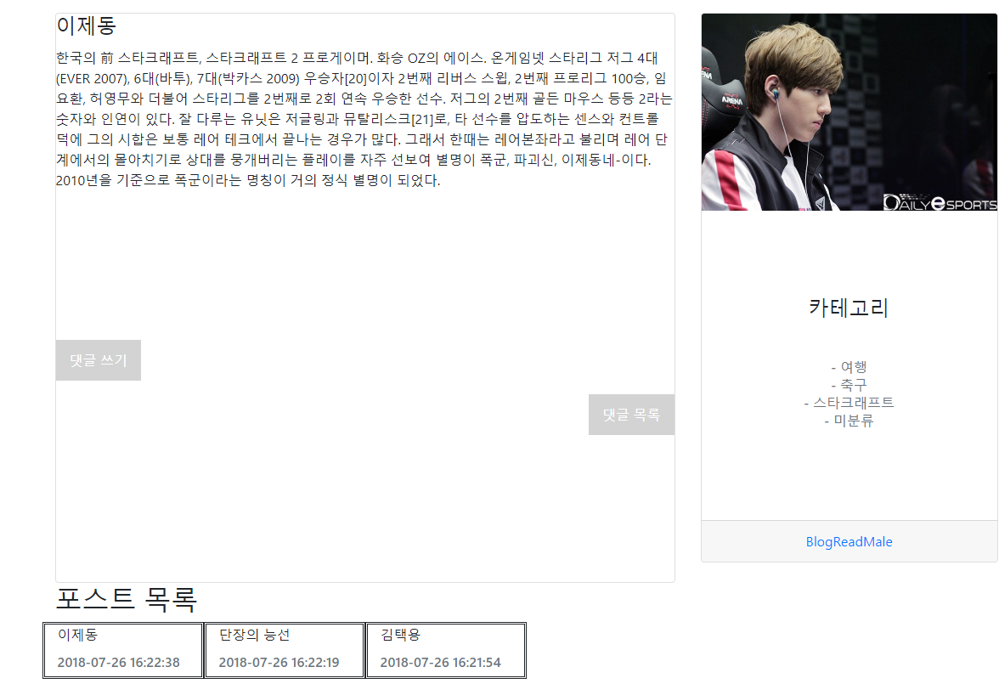 이제동
한국의 前 스타크래프트, 스타크래프트 2 프로게이머. 화승 OZ의 에이스. 온게임넷 스타리그 저그 4대
(EVER 2007), 6대(바투), 7대(박카스 2009) 우승자[20]이자 2번째 리버스 스윕, 2번째 프로리그 100승, 임
요환, 허영무와 더불어 스타리그를 2번째로 2회 연속 우승한 선수. 저그의 2번째 골든 마우스 등등 2라는
숫자와 인연이 있다. 잘 다루는 유닛은 저글링과 뮤탈리스크[21]로, 타 선수를 압도하는 센스와 컨트롤
덕에 그의 시합은 보통 레어 테크에서 끝나는 경우가 많다. 그래서 한때는 레어본좌라고 불리며 레어 단
계에서의 몰아치기로 상대를 뭉개버리는 플레이를 자주 선보여 별명이 폭군, 파괴신, 이제동네-이다.
2010년을 기준으로 폭군이라는 명칭이 거의 정식 별명이 되었다.
댓글 쓰기
댓글 목록
ARENA
DAILY eSPORTS
카테고리
- 여행
- 축구
- 스타크래프트
- 미분류
BlogReadMale
포스트 목록
이제동
2018-07-26 16:22:38
단장의 능선
2018-07-26 16:22:19
김택용
2018-07-26 16:21:54